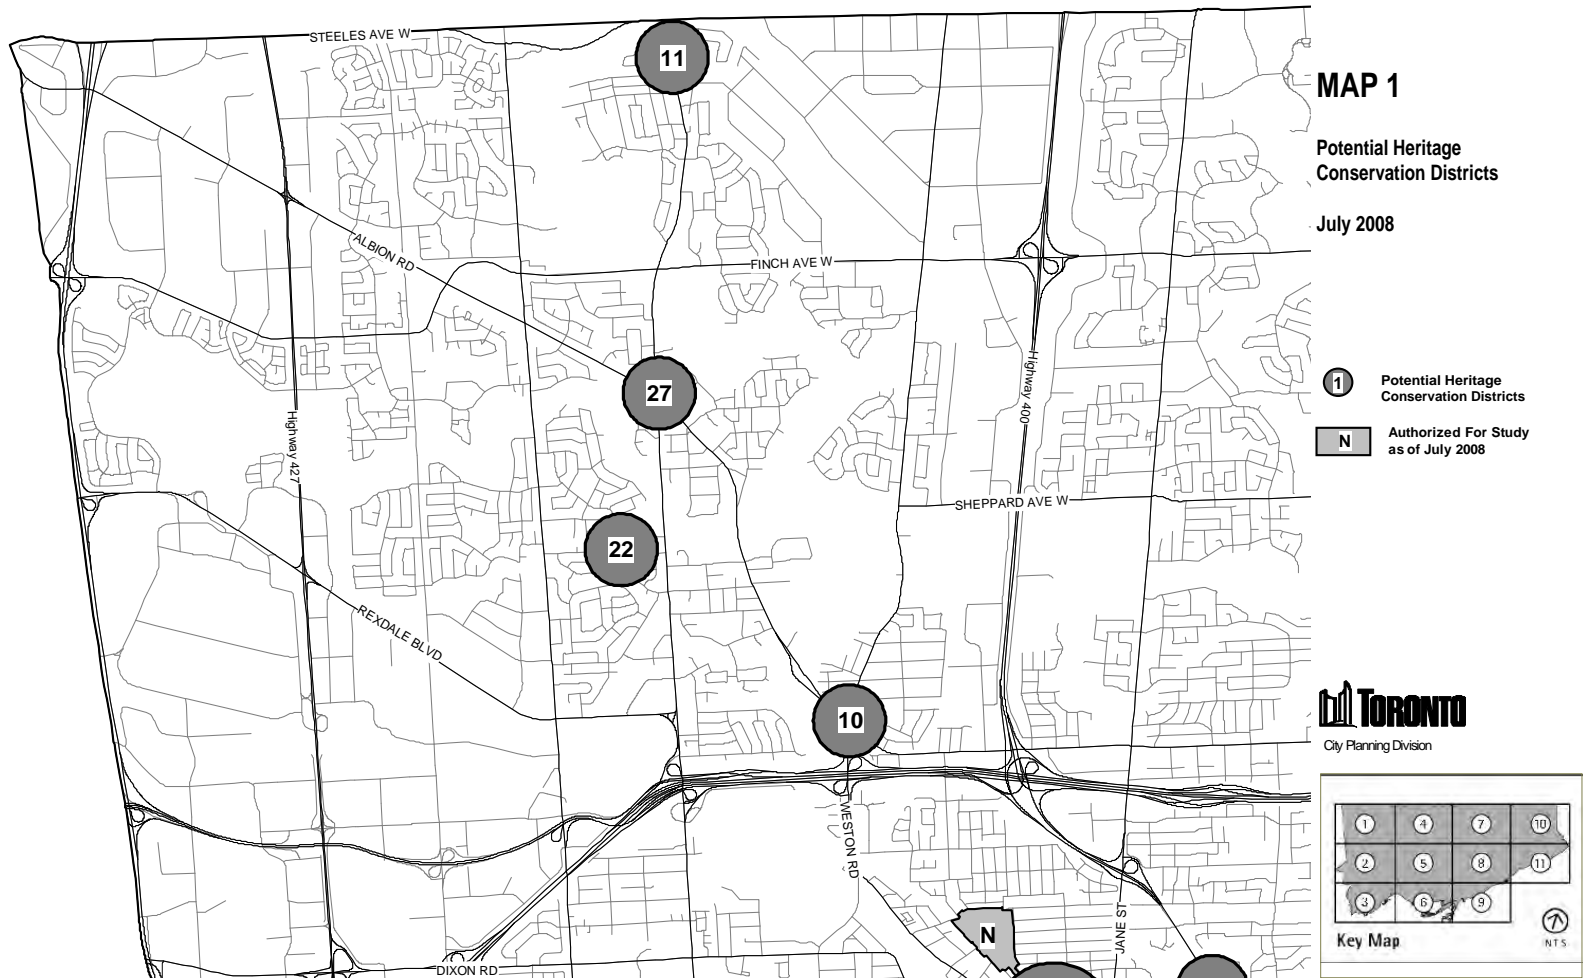 STEELES AVE W
11
ALBION RD
FINCH AVE W
27
Highway 427
Highway 400
SHEPPARD AVE W
22
REXDALE BLVD
10
WESTON RD
JANE ST
N
DIXON RD
MAP 1
Potential Heritage
Conservation Districts
July 2008
1
Potential Heritage
Conservation Districts
N
Authorized For Study
as of July 2008
TORONTO
City Planning Division
1 4 7 10
2 5 8 11
3 6 9
Key Map
NTS